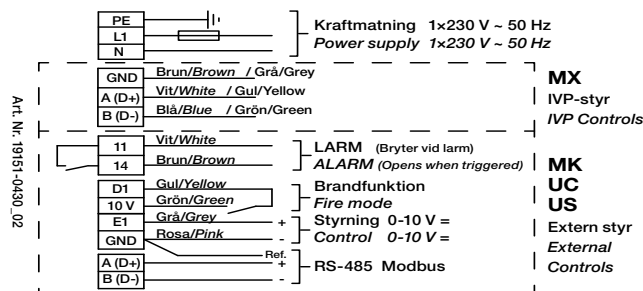 PE
L1
N
Kraftmatning 1×230 V ~ 50 Hz
Power supply 1×230 V ~ 50 Hz
GND Brun/Brown / Grå/Grey
A (D+) Vit/White / Gul/Yellow
B (D-) Blå/Blue / Grön/Green
MX
IVP-styr
IVP Controls
Art. Nr. 19151-0430_02
11 Vit/White
14 Brun/Brown
LARM (Bryter vid larm)
ALARM (Opens when triggered)
D1 Gul/Yellow
10 V Grön/Green
Brandfunktion
Fire mode
E1 Grå/Grey +
GND Rosa/Pink -
Styrning 0-10 V =
Control 0-10 V =
Ref.
A (D+) +
B (D-) -
RS-485 Modbus
MK
UC
US
Extern styr
External
Controls